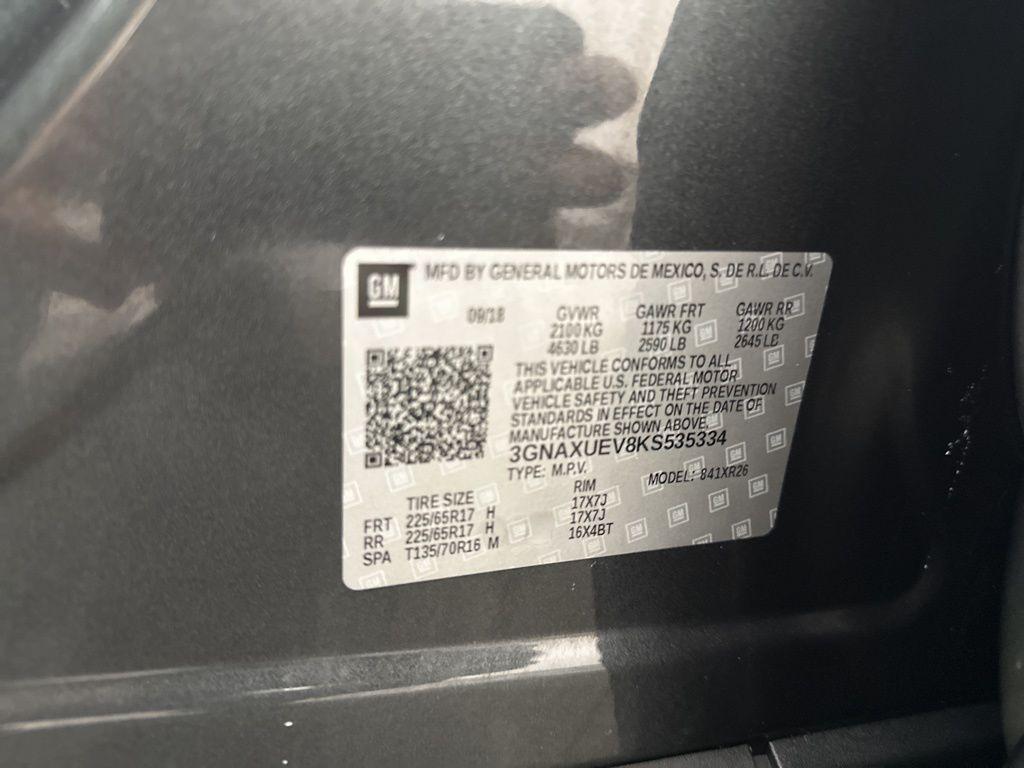 GM
MFD BY GENERAL MOTORS DE MEXICO, S. DE R.L. DE C.V.
09/18 GVWR GAWR FRT GAWR RR
2100 KG 1175 KG 1200 KG
4630 LB 2590 LB 2645 LB
THIS VEHICLE CONFORMS TO ALL
APPLICABLE U.S. FEDERAL MOTOR
VEHICLE SAFETY AND THEFT PREVENTION
STANDARDS IN EFFECT ON THE DATE OF
MANUFACTURE SHOWN ABOVE.
3GNAXUEV8KS535334
TYPE: M.P.V. MODEL: 841XR26
TIRE SIZE RIM
FRT 225/65R17 H 17X7J
RR 225/65R17 H 17X7J
SPA T135/70R16 M 16X4BT